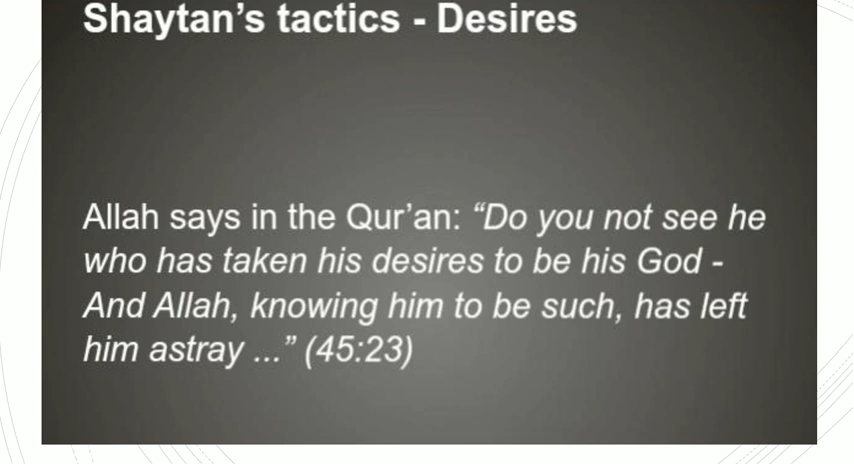 Shaytan’s tactics - Desires
Allah says in the Qur’an: “Do you not see he
who has taken his desires to be his God -
And Allah, knowing him to be such, has left
him astray ...” (45:23)